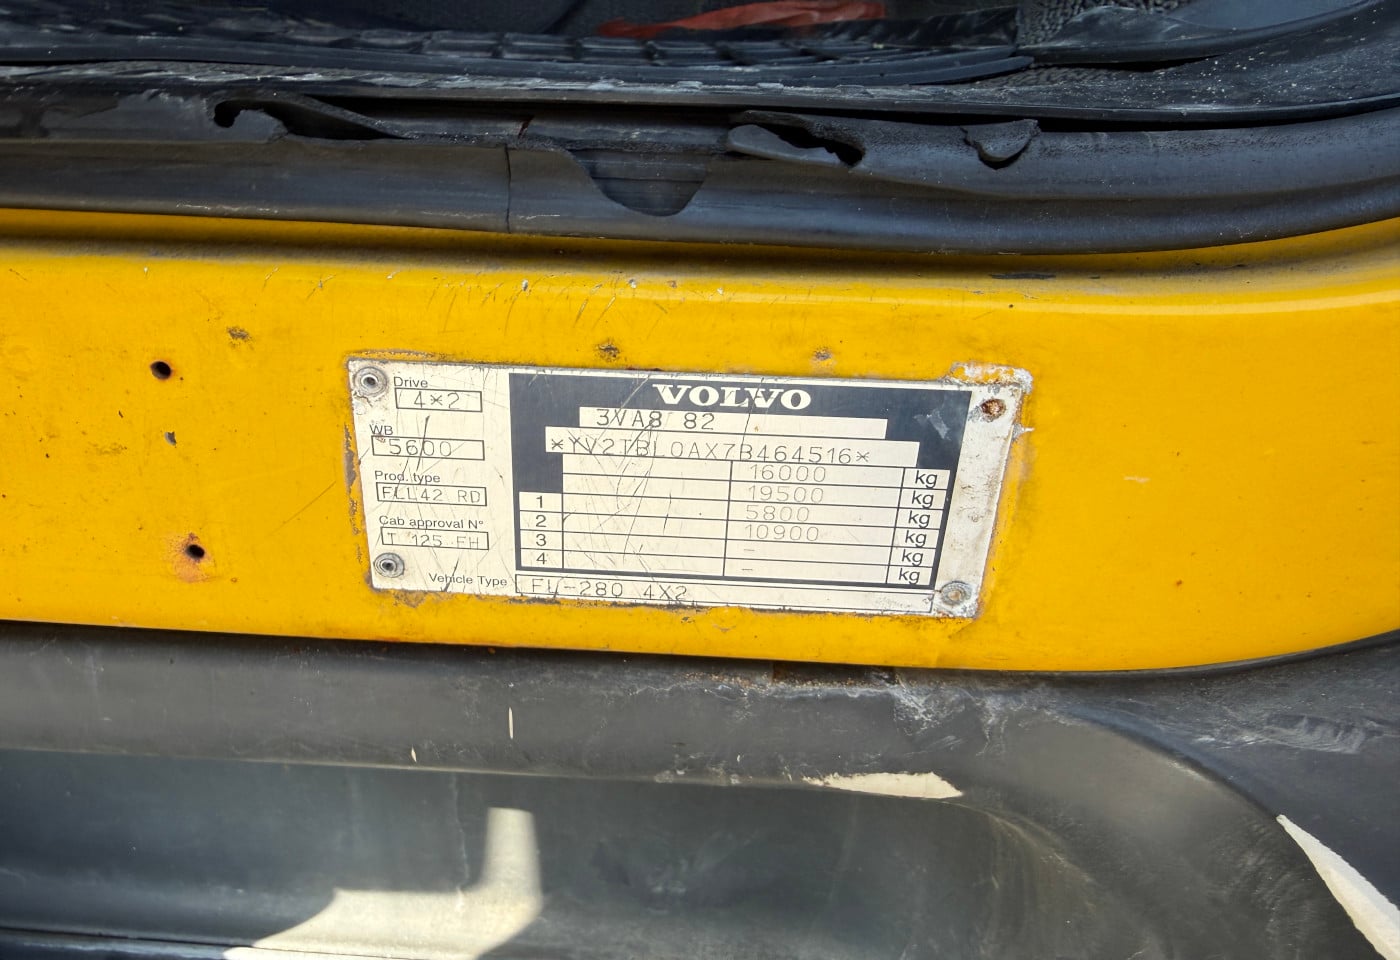 Drive
4*2
WB
5600
Prod. type
FLL42 RD
Cab approval N°
T 125 FH
VOLVO
3VA8 82
*YV2TBL0AX7B464516*
16000 kg
1 19500 kg
2 5800 kg
3 10900 kg
4 – kg
–
Vehicle Type FL-280 4X2